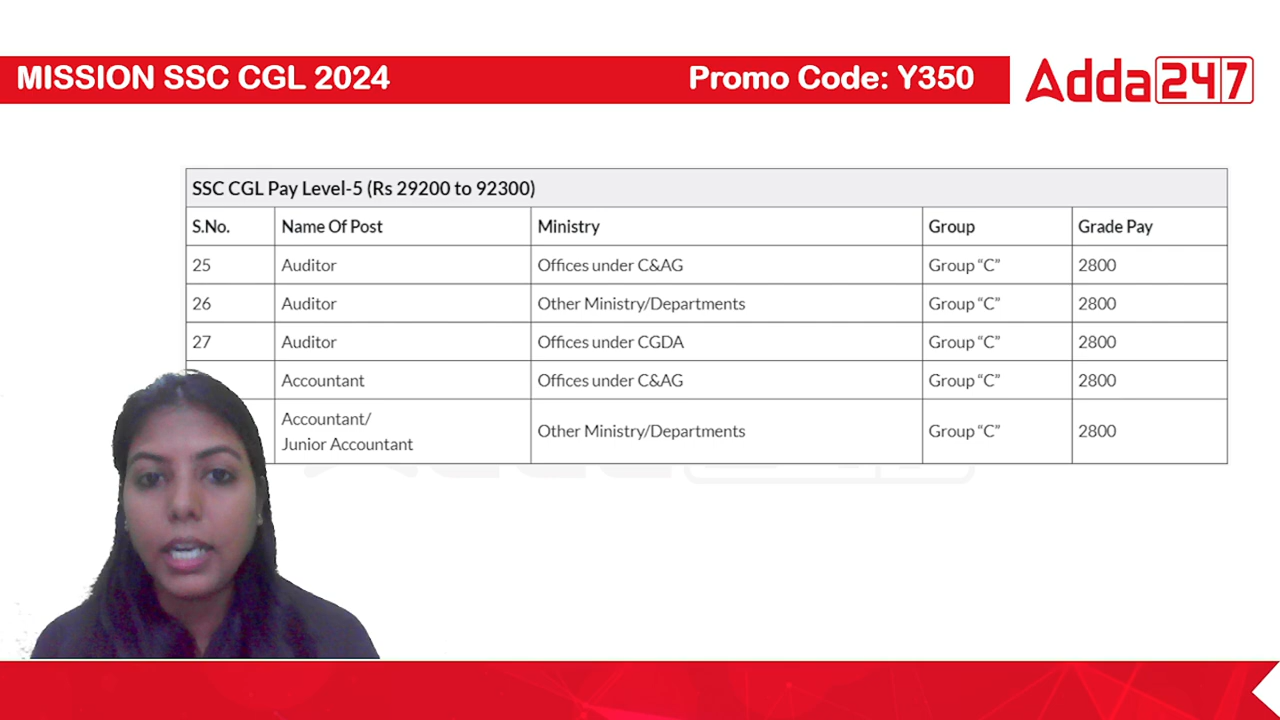 MISSION SSC CGL 2024
Promo Code: Y350
Adda247
SSC CGL Pay Level-5 (Rs 29200 to 92300)
S.No. Name Of Post Ministry Group Grade Pay
25 Auditor Offices under C&AG Group “C” 2800
26 Auditor Other Ministry/Departments Group “C” 2800
27 Auditor Offices under CGDA Group “C” 2800
Accountant Offices under C&AG Group “C” 2800
Accountant/
Junior Accountant Other Ministry/Departments Group “C” 2800